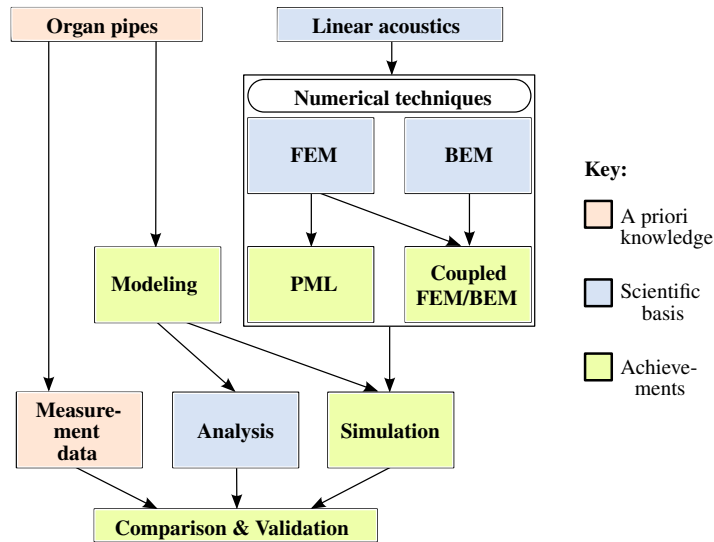 Organ pipes
Linear acoustics
Numerical techniques
FEM
BEM
Modeling
PML
Coupled
FEM/BEM
Measure-
ment
data
Analysis
Simulation
Comparison & Validation
Key:
A priori
knowledge
Scientific
basis
Achieve-
ments